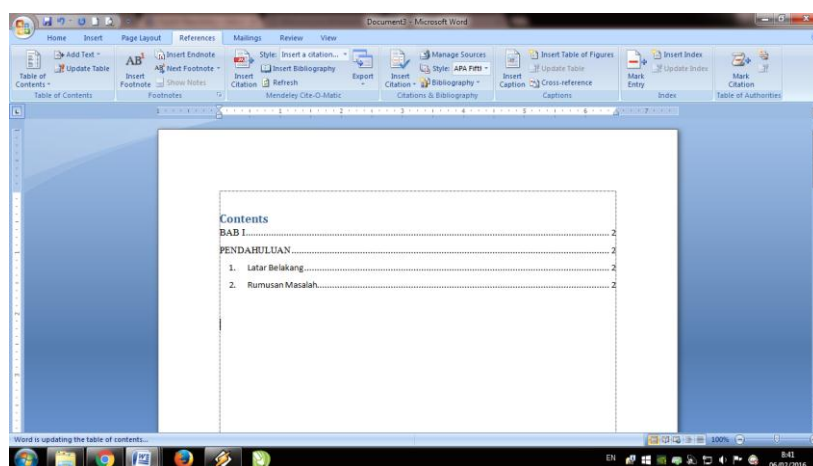 Document3 - Microsoft Word
Home Insert Page Layout References Mailings Review View
Table of Contents
Add Text
Update Table
Table of Contents
AB¹
Insert Footnote
Insert Endnote
Next Footnote
Show Notes
Footnotes
Insert Citation
Style: Insert a citation...
Insert Bibliography
Refresh
Export
Mendeley Cite-O-Matic
Insert Citation
Manage Sources
Style: APA Fifth
Bibliography
Citations & Bibliography
Insert Caption
Insert Table of Figures
Update Table
Cross-reference
Captions
Mark Entry
Insert Index
Update Index
Index
Mark Citation
Table of Authorities
Contents
BAB I 2
PENDAHULUAN 2
1. Latar Belakang 2
2. Rumusan Masalah 2
Word is updating the table of contents...
100%
EN
8:41
06/02/2016